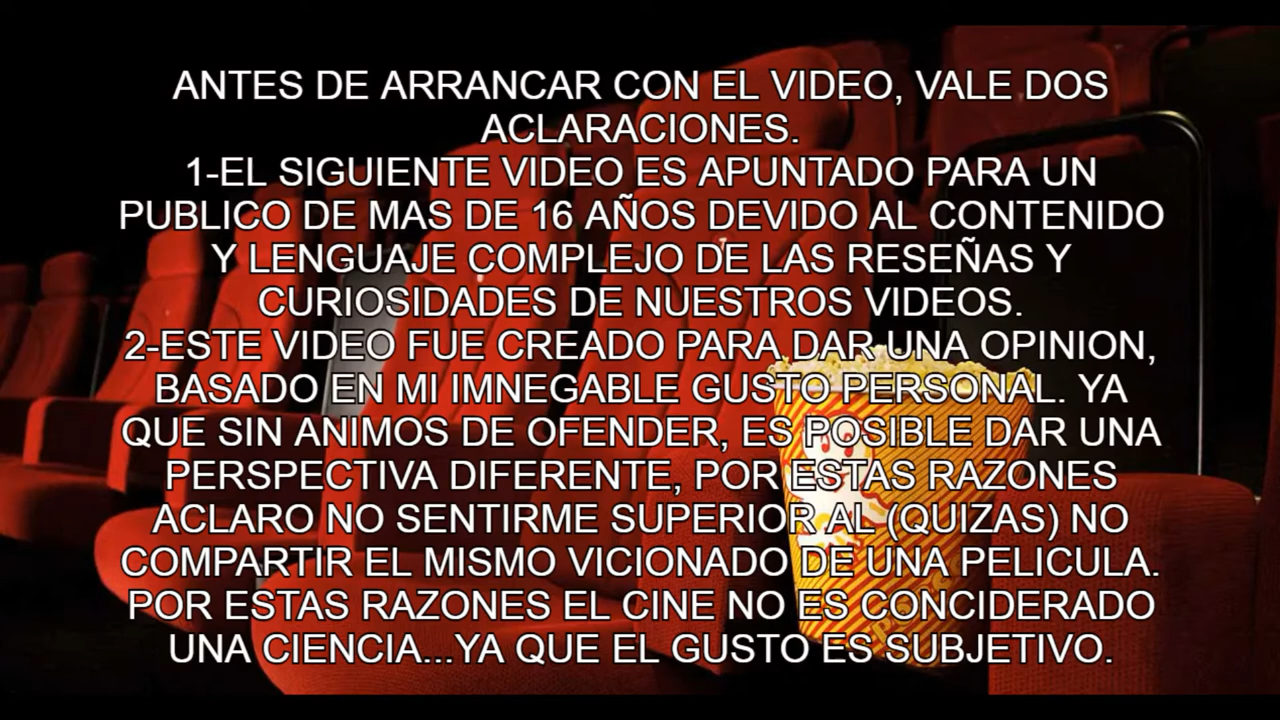 ANTES DE ARRANCAR CON EL VIDEO, VALE DOS
ACLARACIONES.
1-EL SIGUIENTE VIDEO ES APUNTADO PARA UN
PUBLICO DE MAS DE 16 AÑOS DEVIDO AL CONTENIDO
Y LENGUAJE COMPLEJO DE LAS RESEÑAS Y
CURIOSIDADES DE NUESTROS VIDEOS.
2-ESTE VIDEO FUE CREADO PARA DAR UNA OPINION,
BASADO EN MI IMNEGABLE GUSTO PERSONAL. YA
QUE SIN ANIMOS DE OFENDER, ES POSIBLE DAR UNA
PERSPECTIVA DIFERENTE, POR ESTAS RAZONES
ACLARO NO SENTIRME SUPERIOR AL (QUIZAS) NO
COMPARTIR EL MISMO VICIONADO DE UNA PELICULA.
POR ESTAS RAZONES EL CINE NO ES CONCIDERADO
UNA CIENCIA...YA QUE EL GUSTO ES SUBJETIVO.